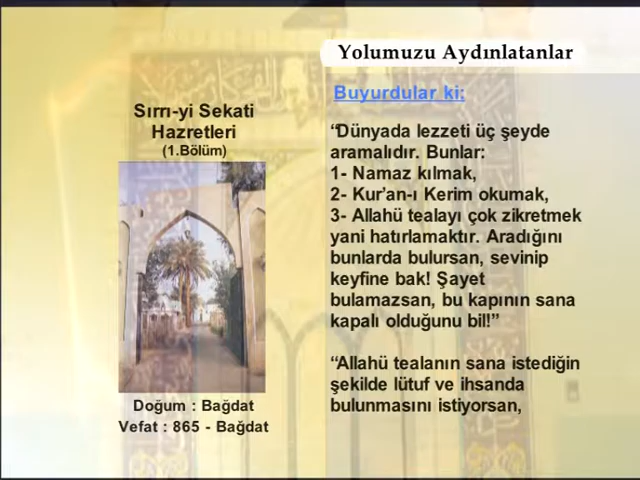 Yolumuzu Aydınlatanlar
Sırrı-yi Sekati
Hazretleri
(1.Bölüm)
Doğum : Bağdat
Vefat : 865 - Bağdat
Buyurdular ki:
“Dünyada lezzeti üç şeyde
aramalıdır. Bunlar:
1- Namaz kılmak,
2- Kur’an-ı Kerim okumak,
3- Allahü tealayı çok zikretmek
yani hatırlamaktır. Aradığını
bunlarda bulursan, sevinip
keyfine bak! Şayet
bulamazsan, bu kapının sana
kapalı olduğunu bil!”
“Allahü tealanın sana istediğin
şekilde lütuf ve ihsanda
bulunmasını istiyorsan,